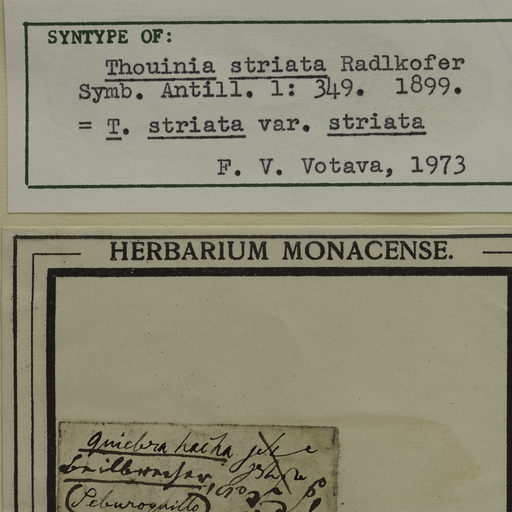 SYNTYPE OF:
Thouinia striata Radlkofer
Symb. Antill. 1: 349. 1899.
= T. striata var. striata
F. V. Votava, 1973
HERBARIUM MONACENSE.
quiebra hacha